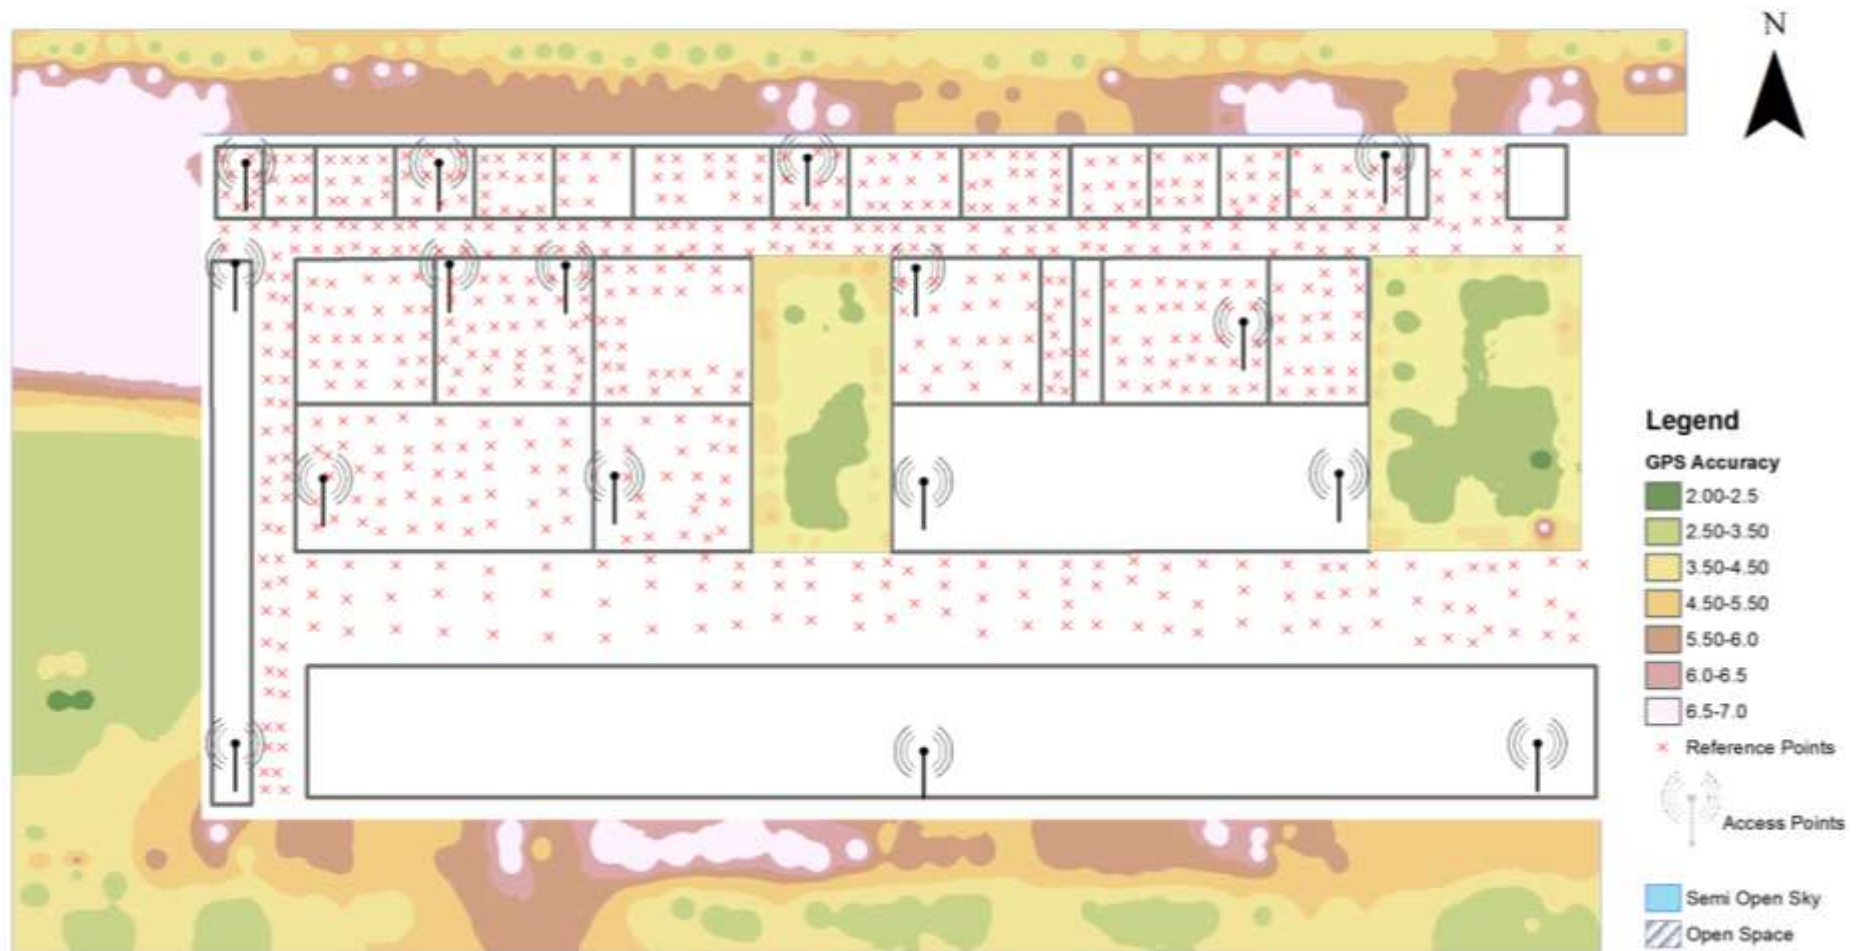 N
Legend
GPS Accuracy
2.00-2.5
2.50-3.50
3.50-4.50
4.50-5.50
5.50-6.0
6.0-6.5
6.5-7.0
Reference Points
Access Points
Semi Open Sky
Open Space